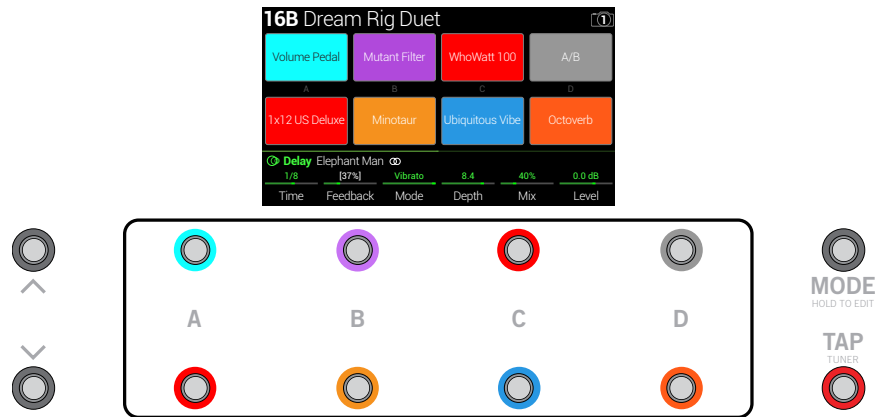 16B Dream Rig Duet 1
Volume Pedal Mutant Filter WhoWatt 100 A/B
A B C D
1x12 US Deluxe Minotaur Ubiquitous Vibe Octoverb
Delay Elephant Man
1/8 [37%] Vibrato 8.4 40% 0.0 dB
Time Feedback Mode Depth Mix Level
MODE
HOLD TO EDIT
A B C D
TAP
TUNER